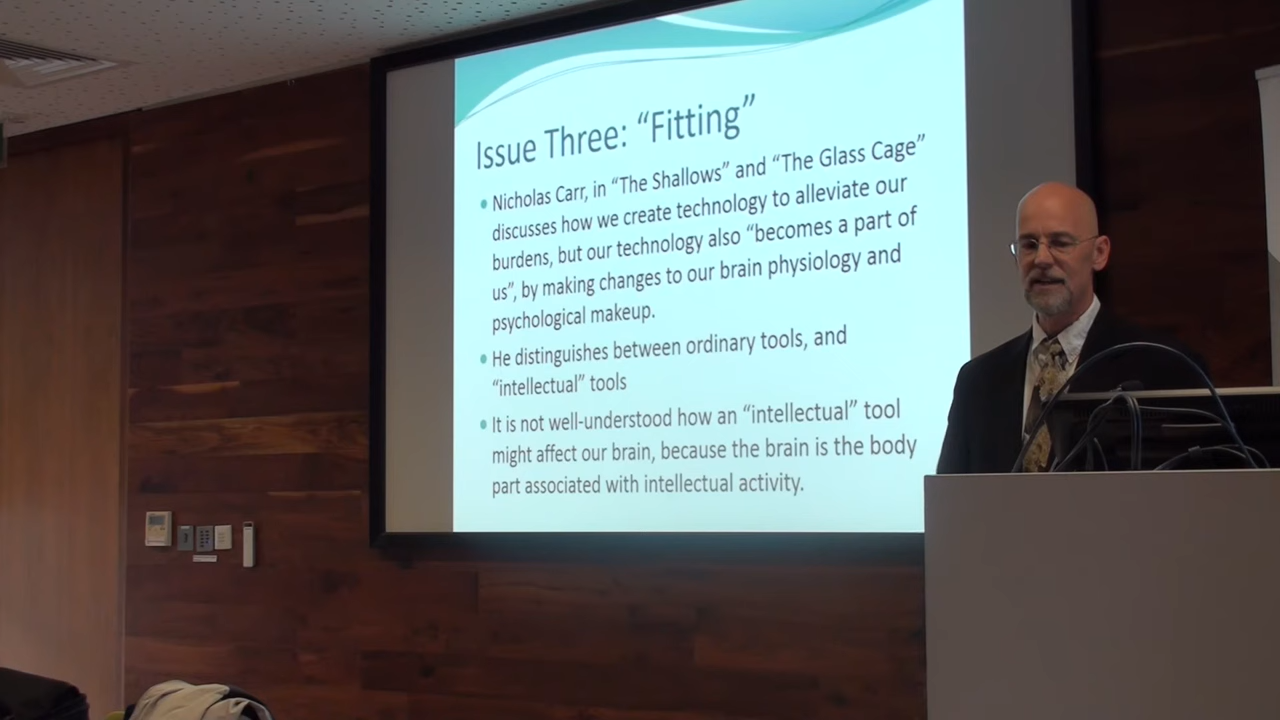 Issue Three: “Fitting”
• Nicholas Carr, in “The Shallows” and “The Glass Cage”
discusses how we create technology to alleviate our
burdens, but our technology also “becomes a part of
us”, by making changes to our brain physiology and
psychological makeup.
• He distinguishes between ordinary tools, and
“intellectual” tools
• It is not well-understood how an “intellectual” tool
might affect our brain, because the brain is the body
part associated with intellectual activity.